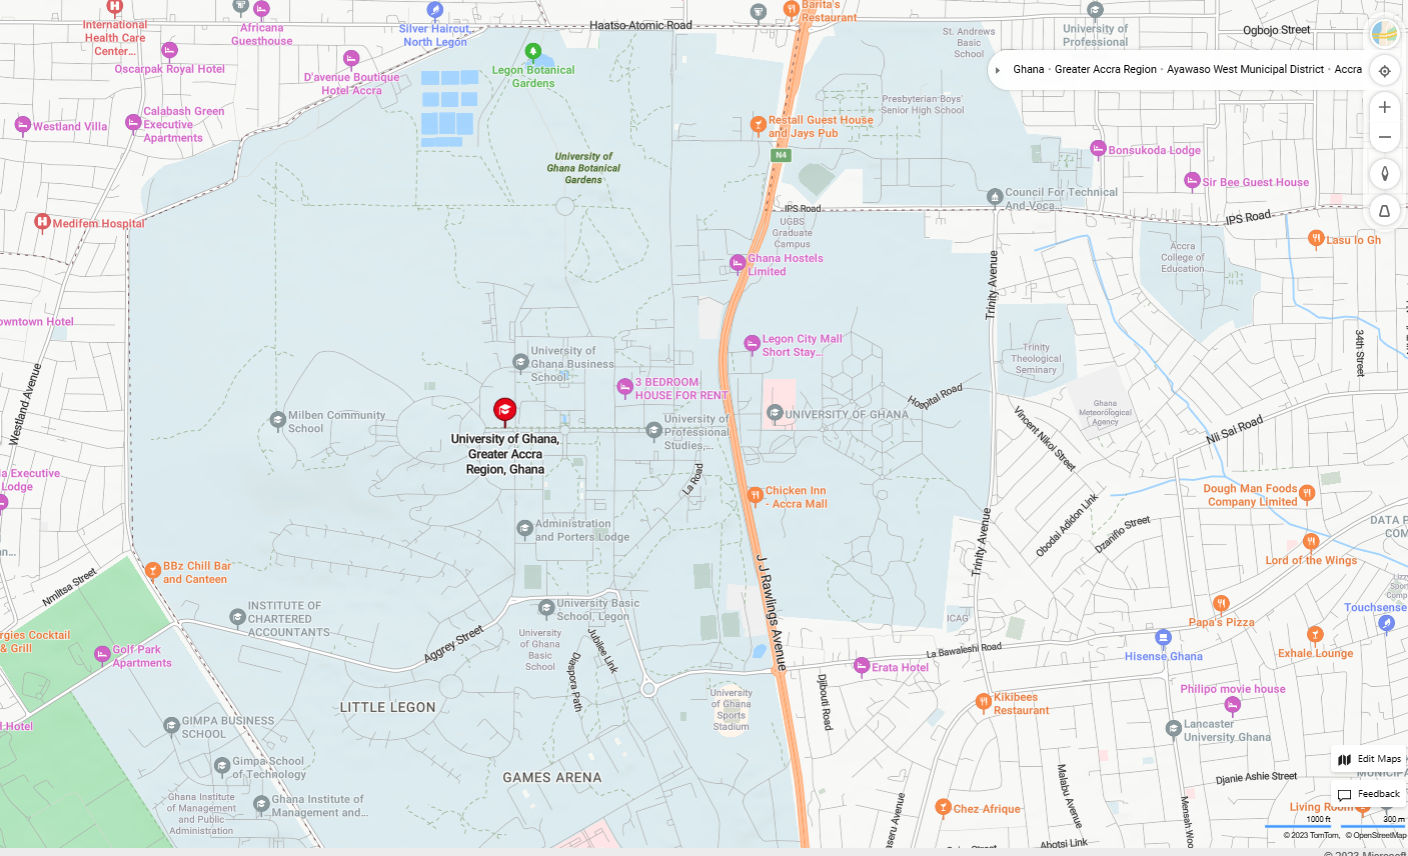 International
Health Care
Center...
Africana
Guesthouse
Silver Haircut...
North Legon
Haatso Atomic Road
Barita's
Restaurant
University of
Professional
St. Andrews
Basic
School
Ogbojo Street
Oscarpak Royal Hotel
D'avenue Boutique
Hotel Accra
Legon Botanical
Gardens
Ghana • Greater Accra Region • Ayawaso West Municipal District • Accra
Westland Villa
Calabash Green
Executive
Apartments
Restall Guest House
and Jays Pub
Presbyterian Boys'
Senior High School
N4
Bonsukoda Lodge
University of
Ghana Botanical
Gardens
Sir Bee Guest House
Council For Technical
And Voca...
Medifem Hospital
IPS Road
UGBS
Graduate
Campus
IPS Road
Lasu lo Gh
Accra
College of
Education
Ghana Hostels
Limited
Trinity Avenue
owntown Hotel
Legon City Mall
Short Stay...
University of
Ghana Business
School
Trinity
Theological
Seminary
34th Street
Westland Avenue
3 BEDROOM
HOUSE FOR RENT
Hospital Road
Ghana
Meteorological
Agency
Milben Community
School
University of Ghana,
Greater Accra
Region, Ghana
University of
Professional
Studies,...
UNIVERSITY OF GHANA
Vincent Nikoi Street
Nii Sai Road
a Executive
Lodge
La Road
Chicken Inn
- Accra Mall
Dough Man Foods
Company Limited
Administration
and Porters Lodge
Obodai Adidon Link
Dzanifio Street
DATA P
COM
Trinity Avenue
an...
BBz Chill Bar
and Canteen
J J Rawlings Avenue
Lord of the Wings
Nmlitsa Street
INSTITUTE OF
CHARTERED
ACCOUNTANTS
University Basic
School, Legon
ICAG
Papa's Pizza
Touchsense
rgies Cocktail
& Grill
Golf Park
Apartments
Aggrey Street
University
of Ghana
Basic
School
Jubilee Link
Diaspora Path
La Bawaleshi Road
Erata Hotel
Hisense Ghana
Exhale Lounge
Hotel
GIMPA BUSINESS
SCHOOL
LITTLE LEGON
University
of Ghana
Sports
Stadium
Djibouti Road
Kikibees
Restaurant
Philipo movie house
Lancaster
University Ghana
Gimpa School
of Technology
GAMES ARENA
Edit Maps
Djanie Ashie Street
MUNICIPA
Ghana Institute
of Management
and Public
Administration
Ghana Institute of
Management and...
Malabu Avenue
Feedback
Chez Afrique
Living Room
Mensah Woo
aseru Avenue
Abotsi Link
1000 ft
300 m
© 2023 TomTom, © OpenStreetMap
© 2023 Microsoft